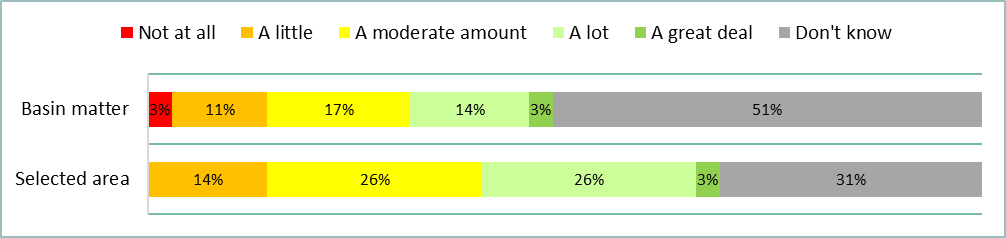 Not at all A little A moderate amount A lot A great deal Don't know
Basin matter 3% 11% 17% 14% 3% 51%
Selected area 14% 26% 26% 3% 31%